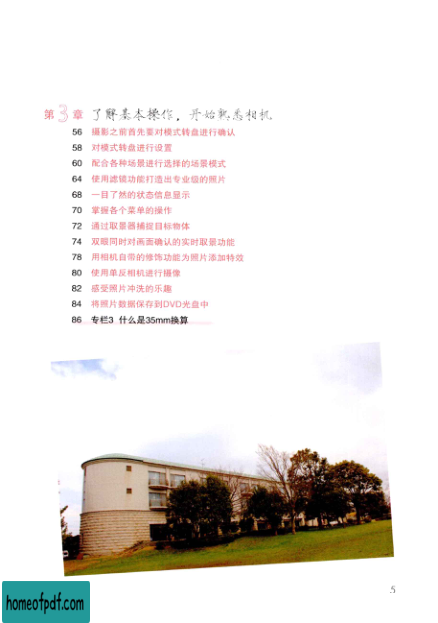 第3章 了解基本操作，开始熟悉相机
56 摄影之前首先要对模式转盘进行确认
58 对模式转盘进行设置
60 配合各种场景进行选择的场景模式
64 使用滤镜功能打造出专业级的照片
68 一目了然的状态信息显示
70 掌握各个菜单的操作
72 通过取景器捕捉目标物体
74 双眼同时对画面确认的实时取景功能
78 用相机自带的修饰功能为照片添加特效
80 使用单反相机进行摄像
82 感受照片冲洗的乐趣
84 将照片数据保存到DVD光盘中
86 专栏3 什么是35mm换算
5
homeofpdf.com